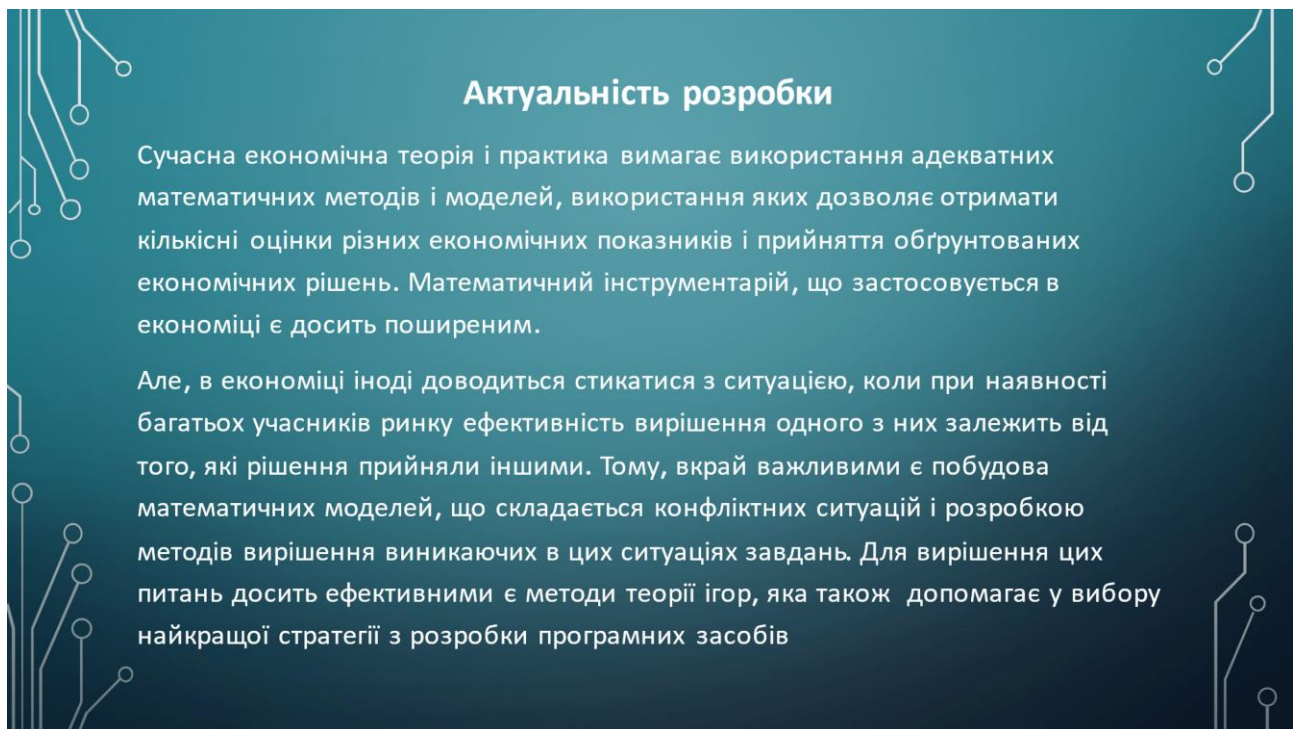 Актуальність розробки
Сучасна економічна теорія і практика вимагає використання адекватних
математичних методів і моделей, використання яких дозволяє отримати
кількісні оцінки різних економічних показників і прийняття обґрунтованих
економічних рішень. Математичний інструментарій, що застосовується в
економіці є досить поширеним.
Але, в економіці іноді доводиться стикатися з ситуацією, коли при наявності
багатьох учасників ринку ефективність вирішення одного з них залежить від
того, які рішення прийняли іншими. Тому, вкрай важливими є побудова
математичних моделей, що складається конфліктних ситуацій і розробкою
методів вирішення виникаючих в цих ситуаціях завдань. Для вирішення цих
питань досить ефективними є методи теорії ігор, яка також допомагає у вибору
найкращої стратегії з розробки програмних засобів